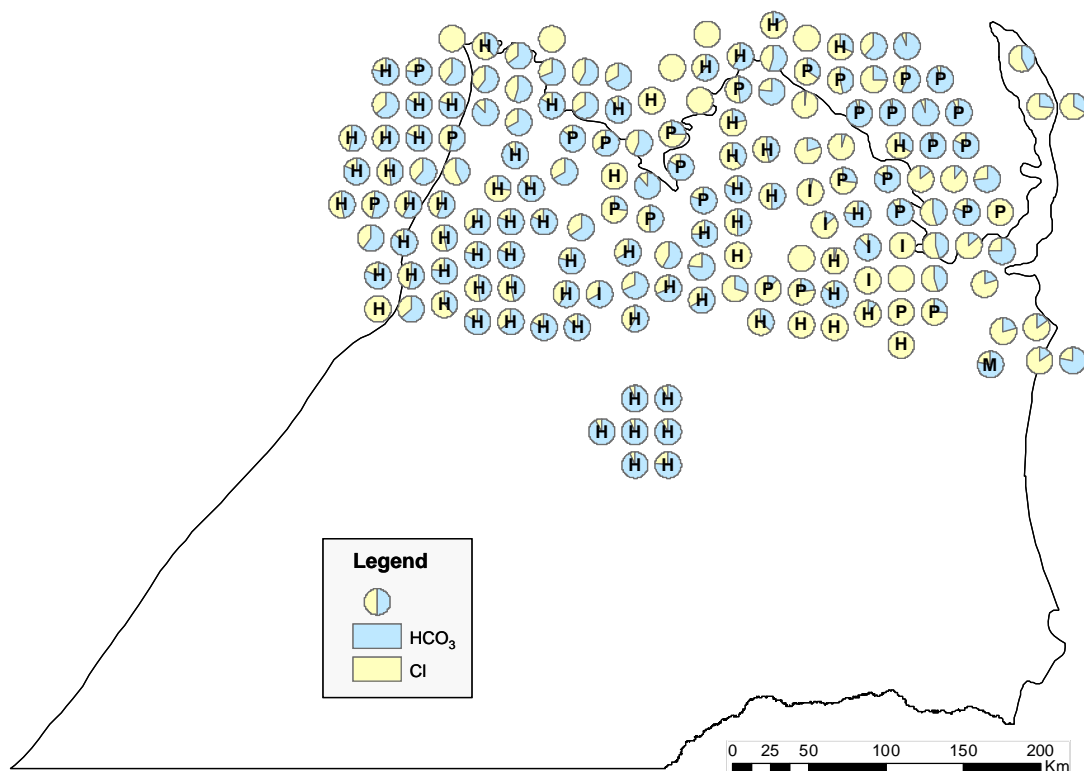 H
H H
H
H P H P
P P P
P
H H H H H P P P
H
H H H P P P P H P P
H H H
H H H P P P
H H H H I
H P H H P P H P P P
H H H P H I
H H H I I
H H H H H H
H H H I
H H H I H H P P H
H H H P P
H H H H H H H H
H
M
H H
H H H
H H
Legend
HCO₃
Cl
0 25 50 100 150 200
Km